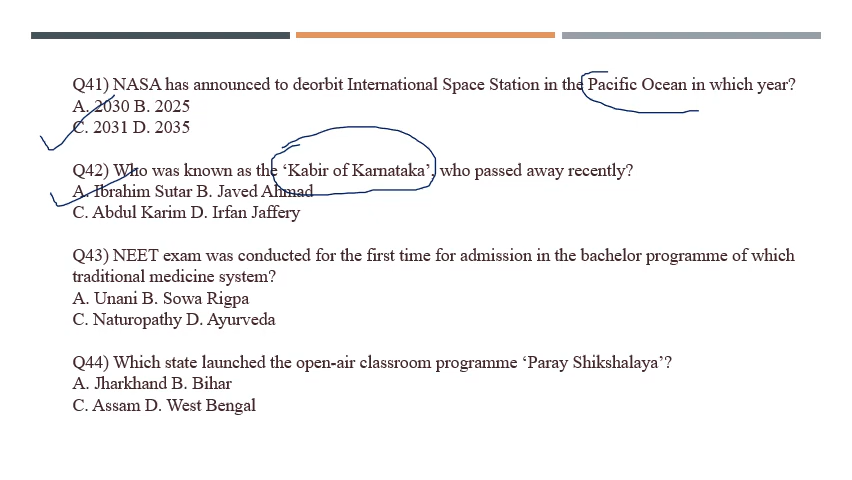 Q41) NASA has announced to deorbit International Space Station in the Pacific Ocean in which year?
A. 2030 B. 2025
C. 2031 D. 2035
Q42) Who was known as the ‘Kabir of Karnataka’, who passed away recently?
A. Ibrahim Sutar B. Javed Ahmad
C. Abdul Karim D. Irfan Jaffery
Q43) NEET exam was conducted for the first time for admission in the bachelor programme of which
traditional medicine system?
A. Unani B. Sowa Rigpa
C. Naturopathy D. Ayurveda
Q44) Which state launched the open-air classroom programme ‘Paray Shikshalaya’?
A. Jharkhand B. Bihar
C. Assam D. West Bengal